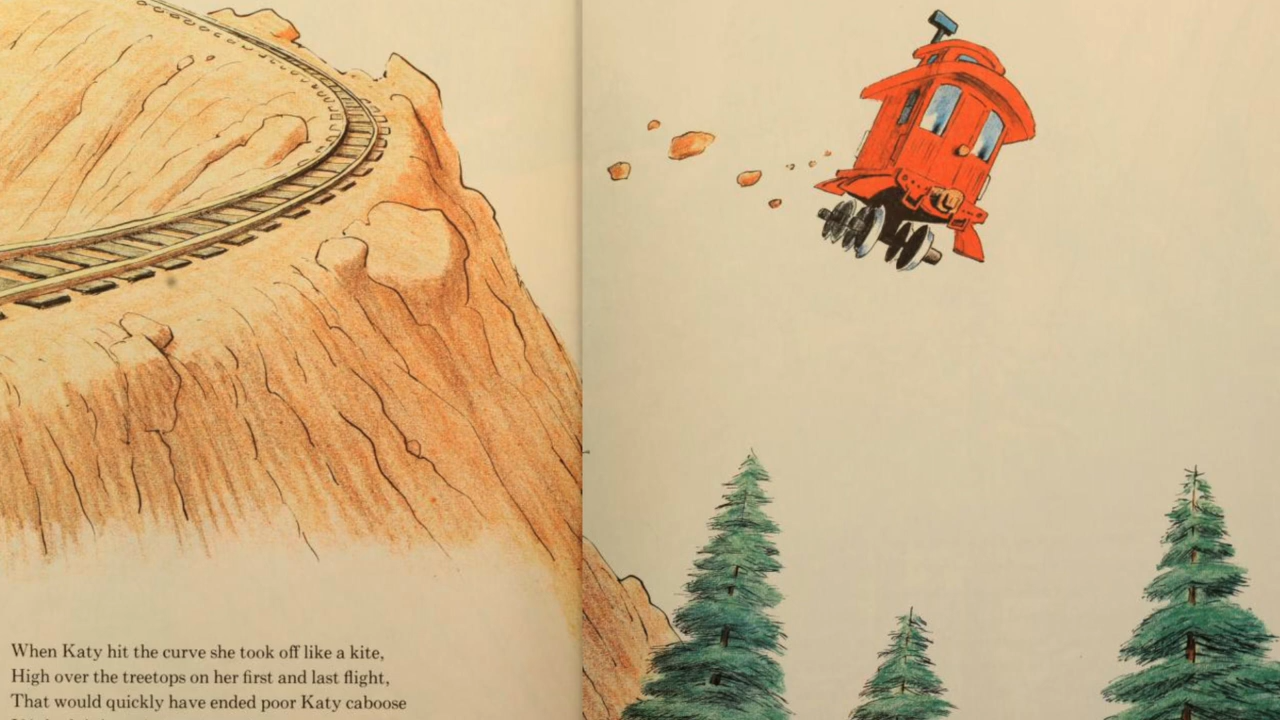 When Katy hit the curve she took off like a kite,
High over the treetops on her first and last flight,
That would quickly have ended poor Katy caboose